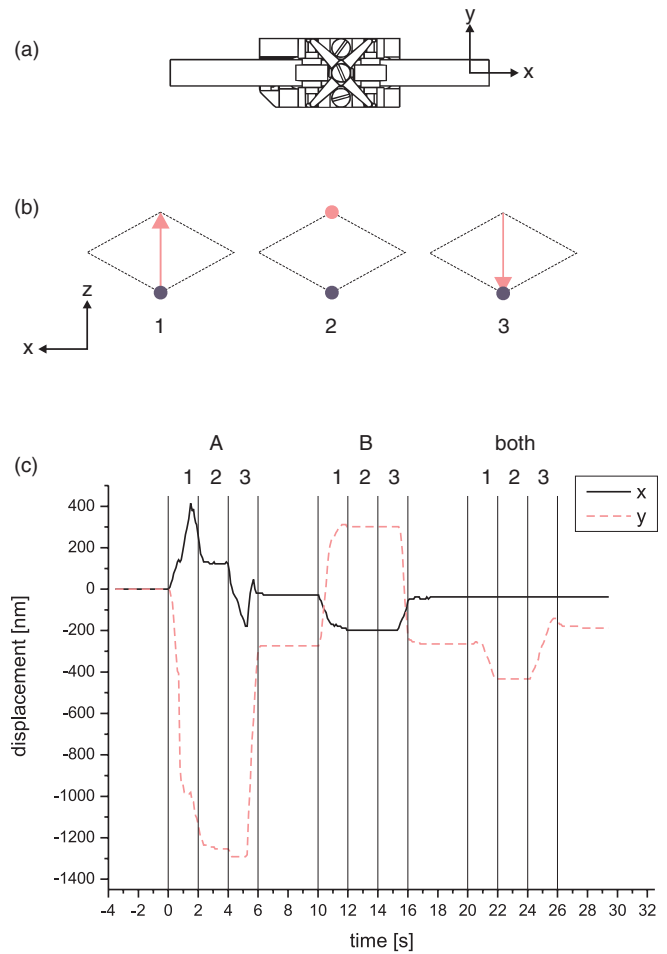 (a)
y
x
(b)
z
x
1
2
3
A
B
both
(c)
1 2 3
1 2 3
1 2 3
x
y
displacement [nm]
400
200
0
-200
-400
-600
-800
-1000
-1200
-1400
-4 -2 0 2 4 6 8 10 12 14 16 18 20 22 24 26 28 30 32
time [s]